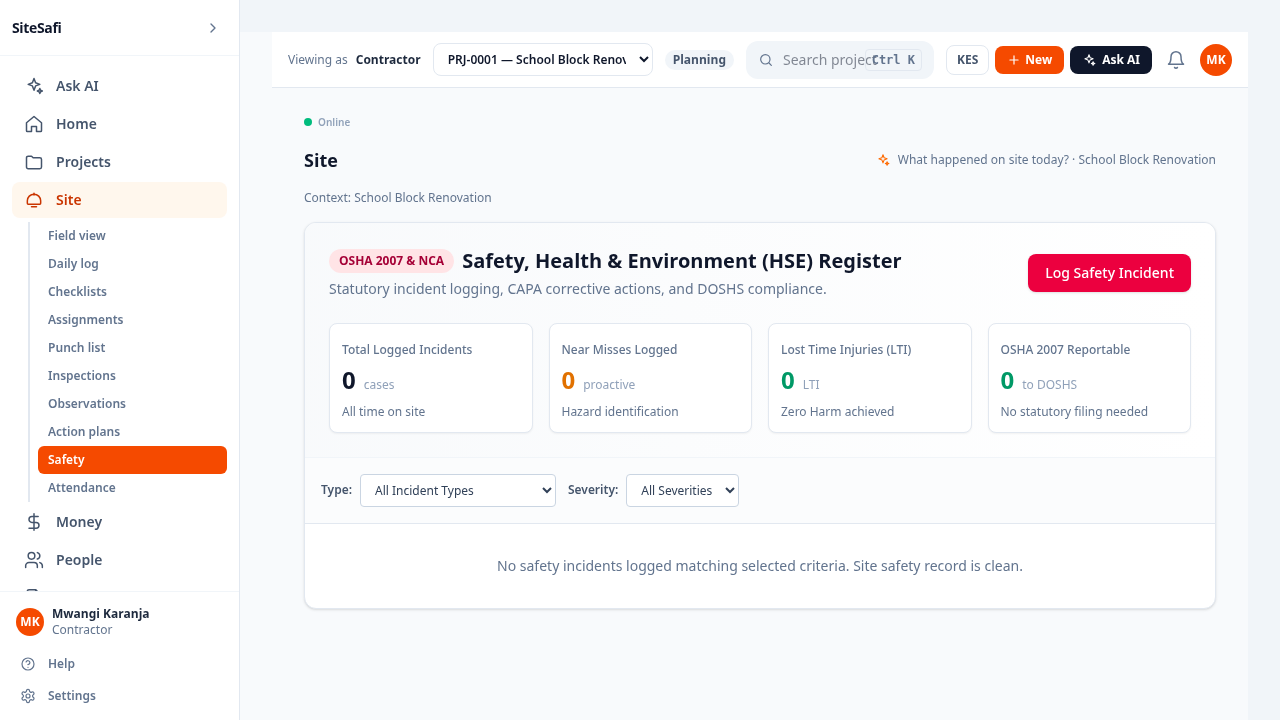 SiteSafi
Ask AI
Home
Projects
Site
Field view
Daily log
Checklists
Assignments
Punch list
Inspections
Observations
Action plans
Safety
Attendance
Money
People
MK
Mwangi Karanja
Contractor
Help
Settings
Viewing as Contractor
PRJ-0001 — School Block Renov
Planning
Search project
Ctrl K
KES
New
Ask AI
MK
Online
Site
What happened on site today? · School Block Renovation
Context: School Block Renovation
OSHA 2007 & NCA
Safety, Health & Environment (HSE) Register
Statutory incident logging, CAPA corrective actions, and DOSHS compliance.
Log Safety Incident
Total Logged Incidents
0 cases
All time on site
Near Misses Logged
0 proactive
Hazard identification
Lost Time Injuries (LTI)
0 LTI
Zero Harm achieved
OSHA 2007 Reportable
0 to DOSHS
No statutory filing needed
Type:
All Incident Types
Severity:
All Severities
No safety incidents logged matching selected criteria. Site safety record is clean.